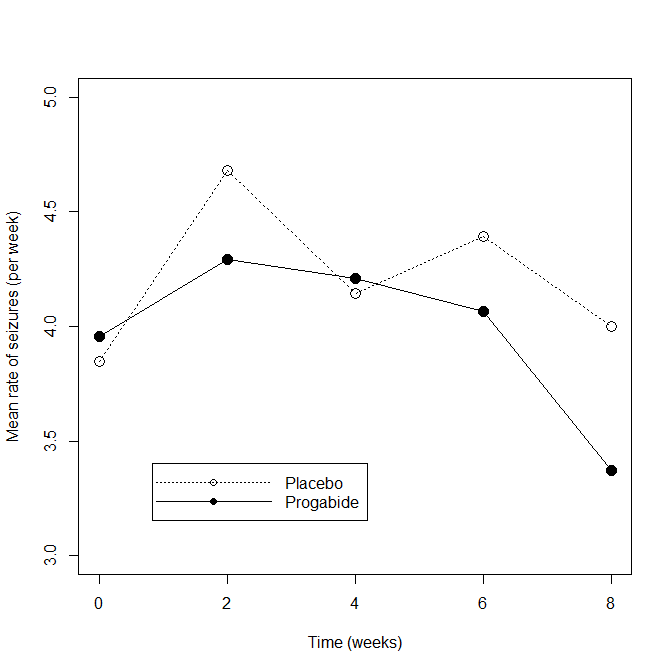 5.0
4.5
4.0
3.5
3.0
Mean rate of seizures (per week)
Placebo
Progabide
0 2 4 6 8
Time (weeks)